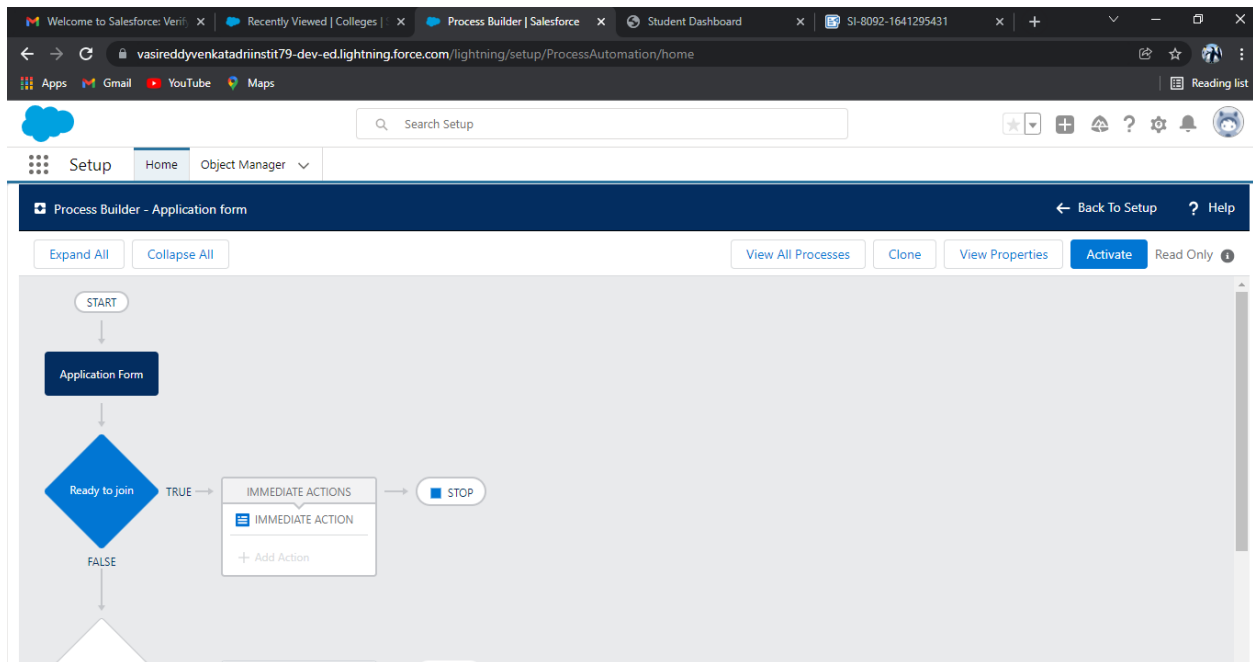 Welcome to Salesforce: Verify
Recently Viewed | Colleges | S
Process Builder | Salesforce
Student Dashboard
SI-8092-1641295431
vasireddyvenkatadriinstit79-dev-ed.lightning.force.com/lightning/setup/ProcessAutomation/home
Apps Gmail YouTube Maps Reading list
Search Setup
Setup Home Object Manager
Process Builder - Application form Back To Setup ? Help
Expand All Collapse All View All Processes Clone View Properties Activate Read Only
START
Application Form
Ready to join TRUE IMMEDIATE ACTIONS STOP
IMMEDIATE ACTION
+ Add Action
FALSE